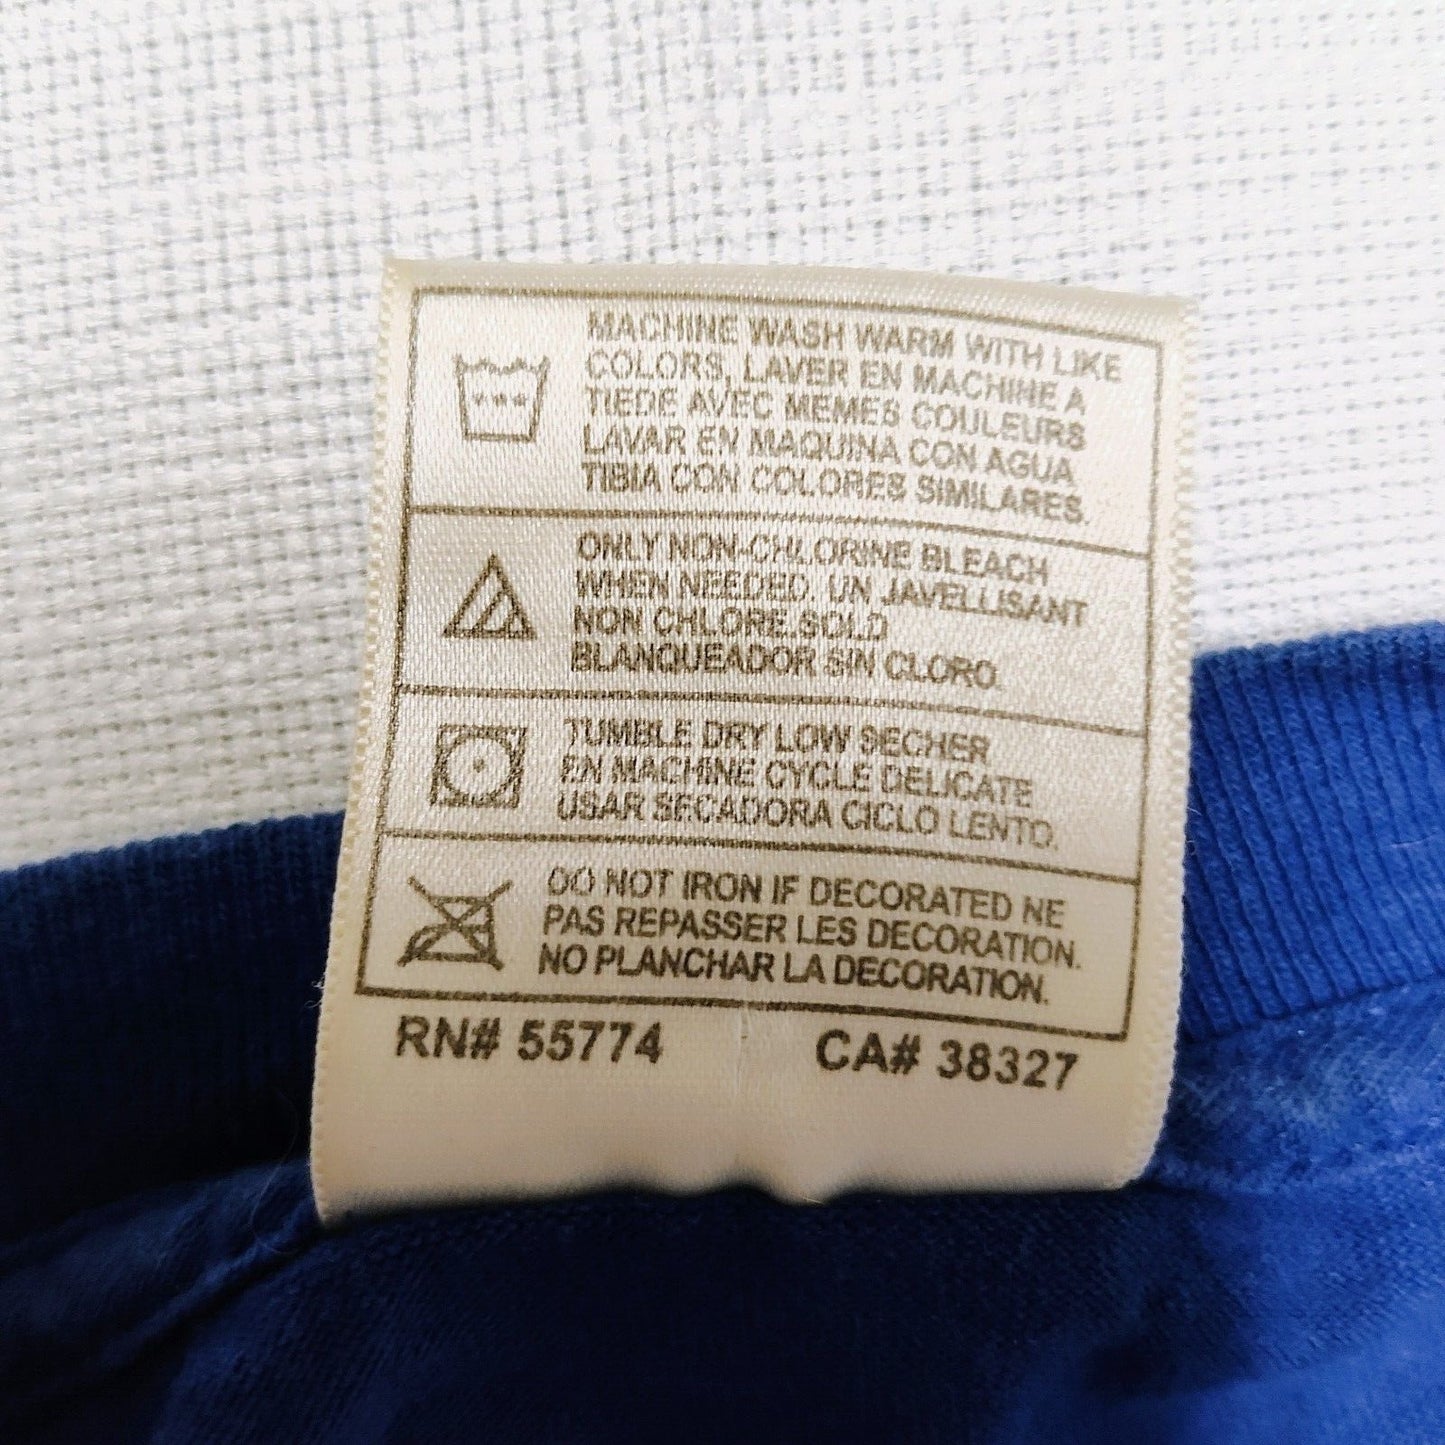 MACHINE WASH WARM WITH LIKE
COLORS, LAVER EN MACHINE A
TIEDE AVEC MEMES COULEURS
LAVAR EN MAQUINA CON AGUA
TIBIA CON COLORES SIMILARES.
ONLY NON-CHLORINE BLEACH
WHEN NEEDED. UN JAVELLISANT
NON CHLORE.SOLD
BLANQUEADOR SIN CLORO.
TUMBLE DRY LOW SECHER
EN MACHINE CYCLE DELICATE
USAR SECADORA CICLO LENTO.
DO NOT IRON IF DECORATED NE
PAS REPASSER LES DECORATION.
NO PLANCHAR LA DECORATION.
RN# 55774 CA# 38327